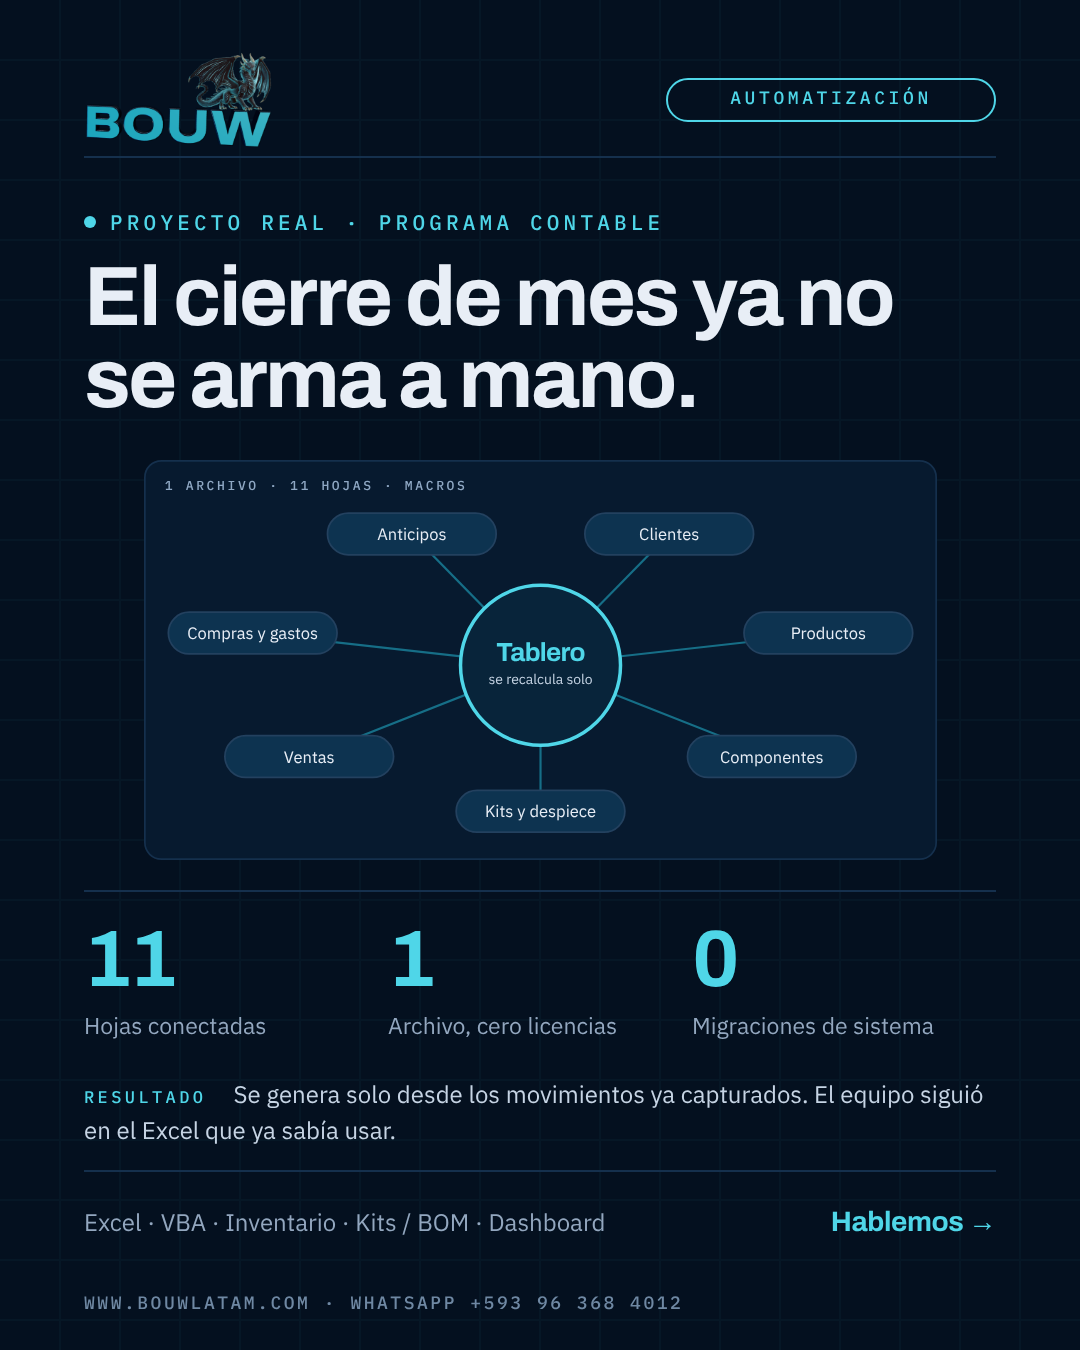 BOUW
AUTOMATIZACIÓN
PROYECTO REAL · PROGRAMA CONTABLE
El cierre de mes ya no
se arma a mano.
1 ARCHIVO · 11 HOJAS · MACROS
Anticipos
Clientes
Compras y gastos
Productos
Tablero
se recalcula solo
Ventas
Componentes
Kits y despiece
11
Hojas conectadas
1
Archivo, cero licencias
0
Migraciones de sistema
RESULTADO Se genera solo desde los movimientos ya capturados. El equipo siguió
en el Excel que ya sabía usar.
Excel · VBA · Inventario · Kits / BOM · Dashboard
Hablemos →
WWW.BOUWLATAM.COM · WHATSAPP +593 96 368 4012